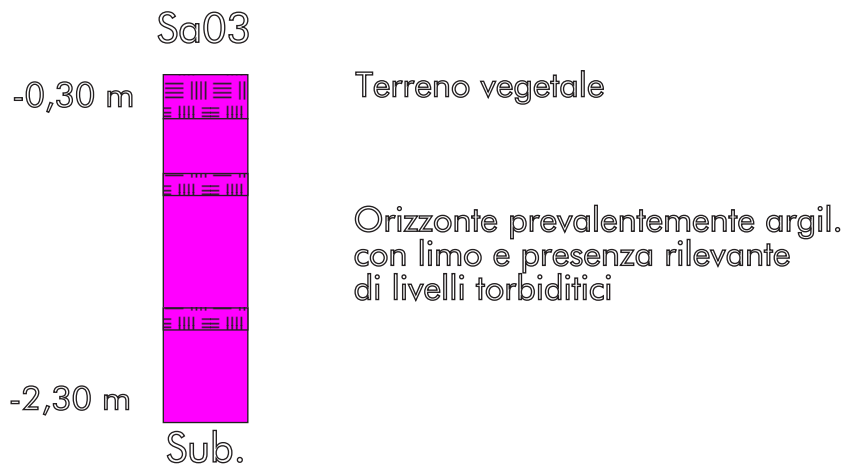 Sa03
-0,30 m
Terreno vegetale
Orizzonte prevalentemente argil.
con limo e presenza rilevante
di livelli torbiditici
-2,30 m
Sub.